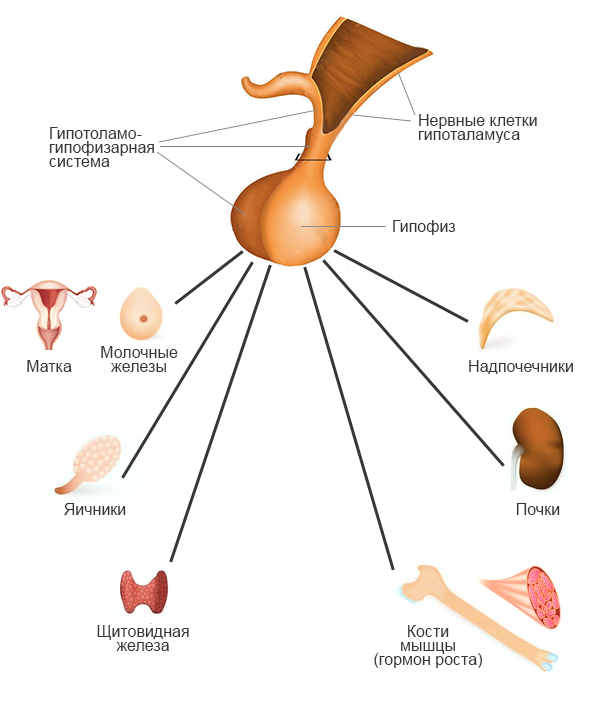 Нервные клетки
гипоталамуса
Гипотоламо-
гипофизарная
система
Гипофиз
Матка
Молочные
железы
Надпочечники
Яичники
Почки
Щитовидная
железа
Кости
мышцы
(гормон роста)